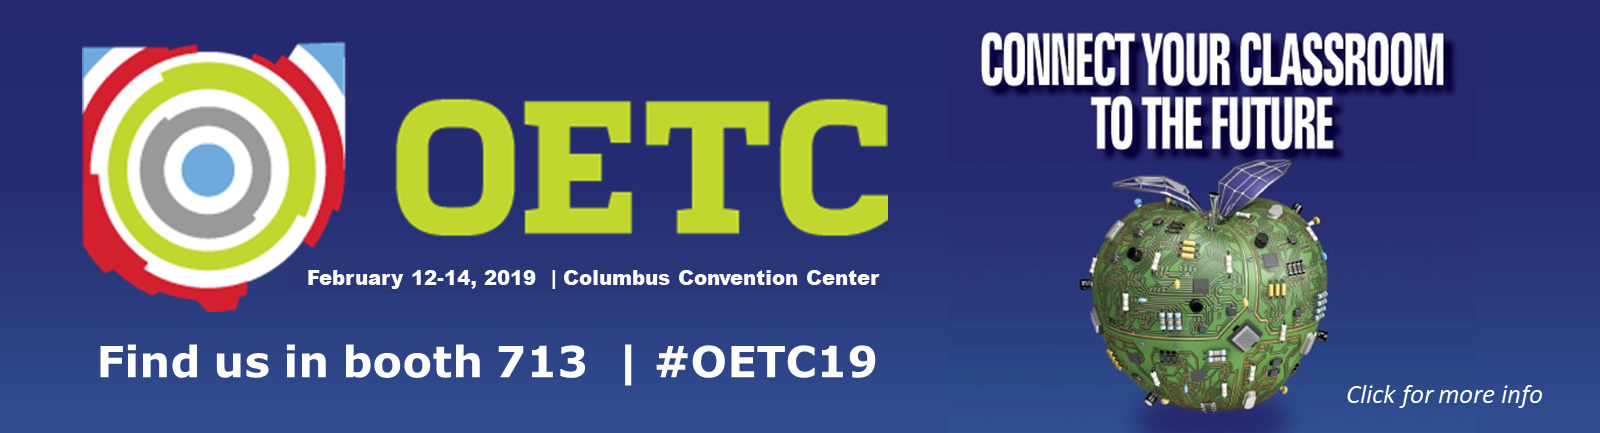 OETC
February 12-14, 2019 | Columbus Convention Center
Find us in booth 713 | #OETC19
CONNECT YOUR CLASSROOM
TO THE FUTURE
Click for more info